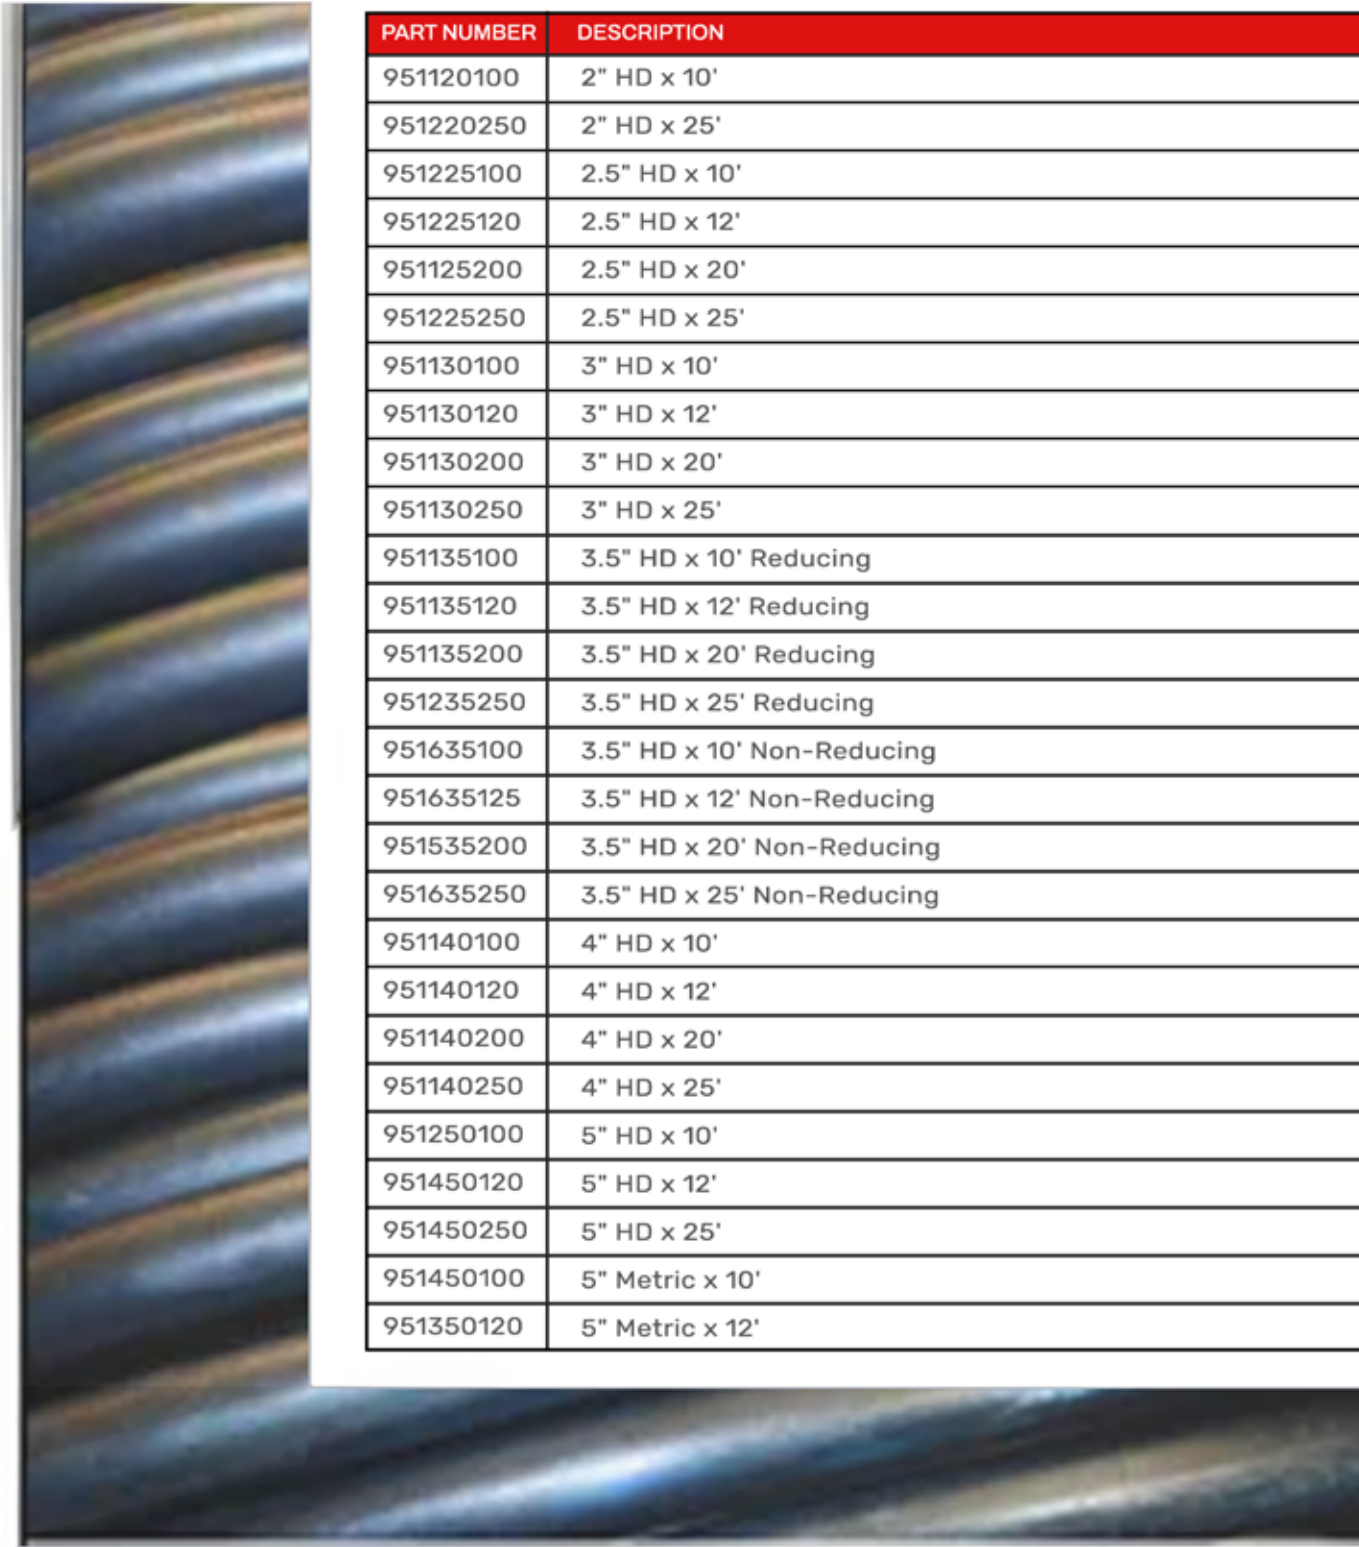 PART NUMBER DESCRIPTION
951120100 2" HD x 10'
951220250 2" HD x 25'
951225100 2.5" HD x 10'
951225120 2.5" HD x 12'
951125200 2.5" HD x 20'
951225250 2.5" HD x 25'
951130100 3" HD x 10'
951130120 3" HD x 12'
951130200 3" HD x 20'
951130250 3" HD x 25'
951135100 3.5" HD x 10' Reducing
951135120 3.5" HD x 12' Reducing
951135200 3.5" HD x 20' Reducing
951235250 3.5" HD x 25' Reducing
951635100 3.5" HD x 10' Non-Reducing
951635125 3.5" HD x 12' Non-Reducing
951535200 3.5" HD x 20' Non-Reducing
951635250 3.5" HD x 25' Non-Reducing
951140100 4" HD x 10'
951140120 4" HD x 12'
951140200 4" HD x 20'
951140250 4" HD x 25'
951250100 5" HD x 10'
951450120 5" HD x 12'
951450250 5" HD x 25'
951450100 5" Metric x 10'
951350120 5" Metric x 12'